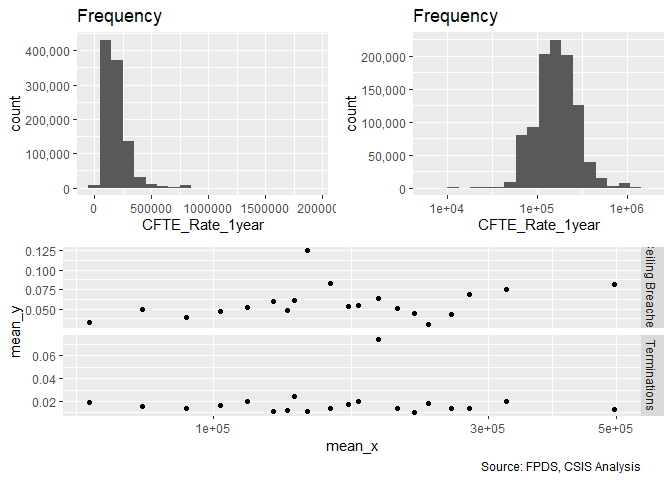 Frequency
Frequency
400,000
300,000
200,000
100,000
0
count
0
500000
1000000
1500000
CFTE_Rate_1year
200,000
150,000
100,000
50,000
0
count
1e+04
1e+05
1e+06
CFTE_Rate_1year
0.125
0.100
0.075
0.050
0.06
0.04
0.02
mean_y
Terminations
1e+05
3e+05
5e+05
mean_x
Source: FPDS, CSIS Analysis